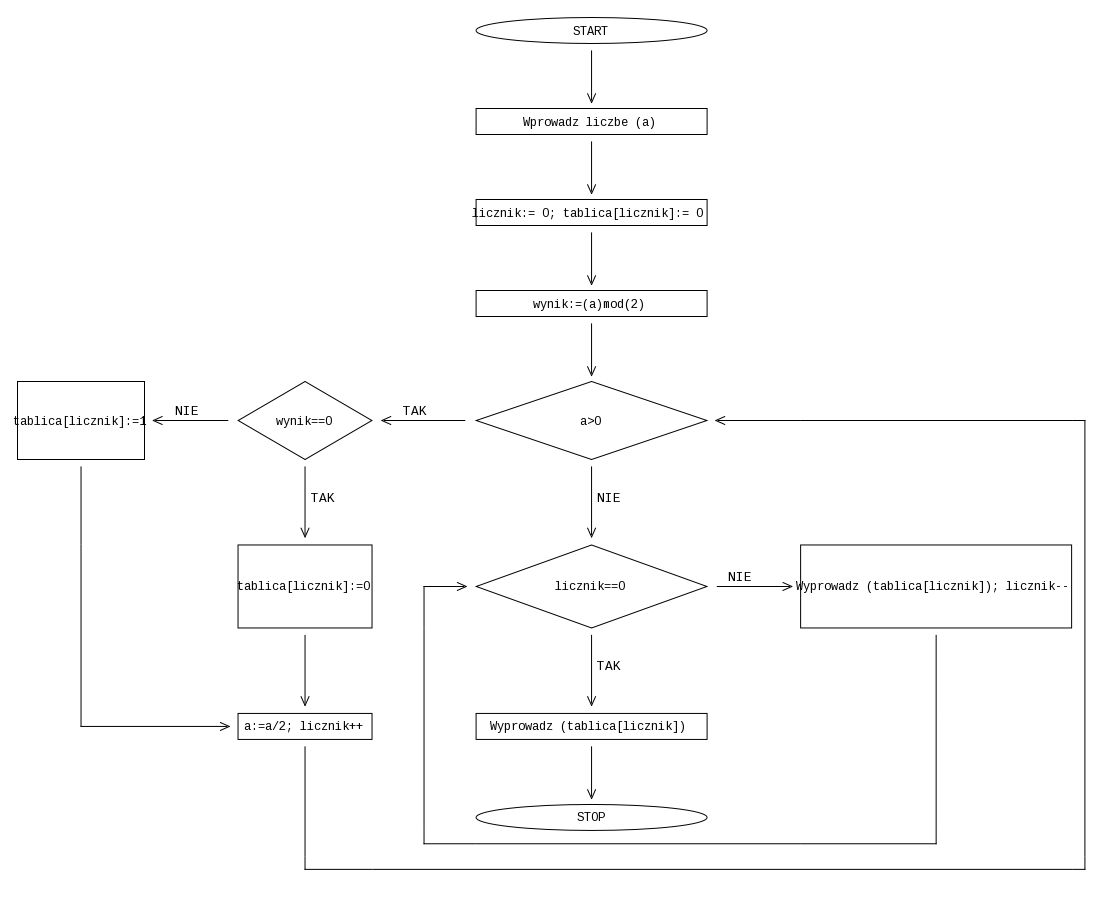 START
Wprowadz liczbe (a)
licznik:= 0; tablica[licznik]:= 0
wynik:=(a)mod(2)
tablica[licznik]:=1
NIE
wynik==0
TAK
a>0
TAK
NIE
tablica[licznik]:=0
licznik==0
NIE
Wyprowadz (tablica[licznik]); licznik--
TAK
a:=a/2; licznik++
Wyprowadz (tablica[licznik])
STOP